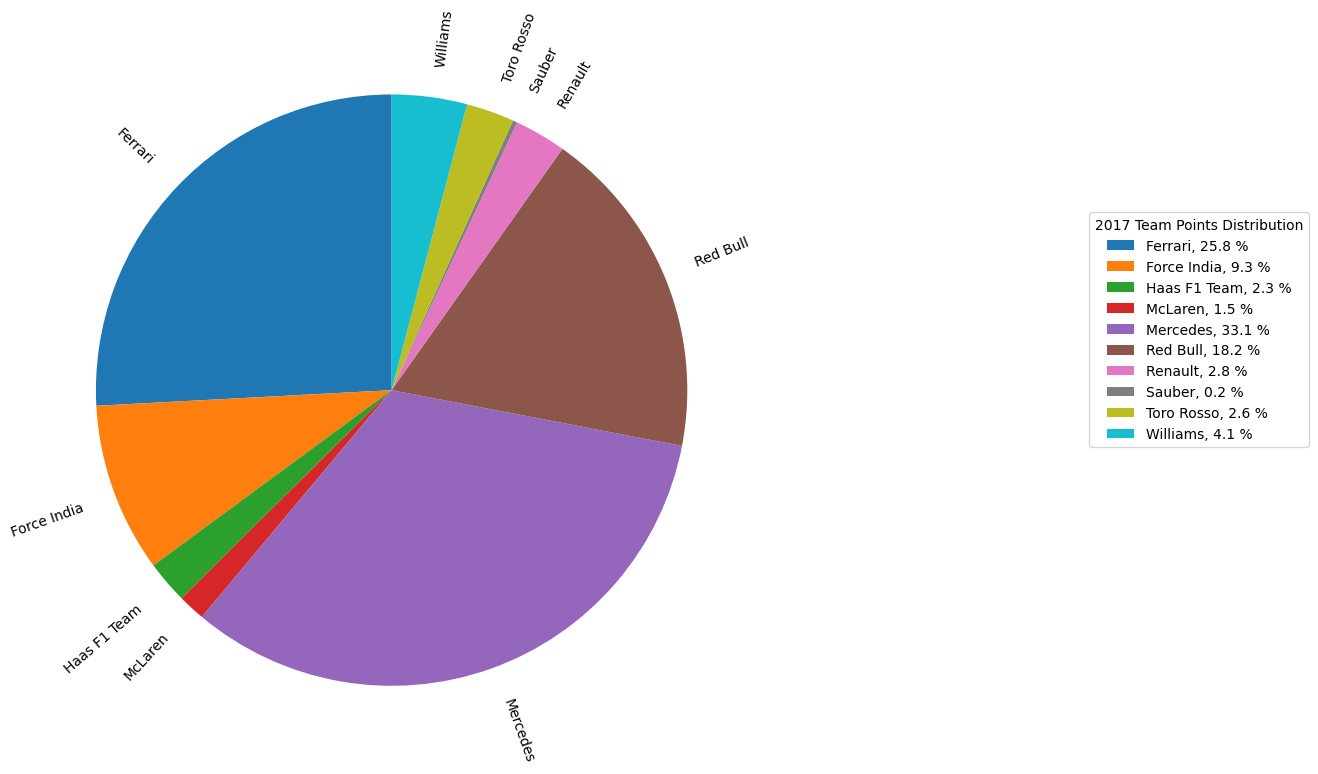 Williams
Toro Rosso
Sauber
Renault
Ferrari
Red Bull
Force India
Haas F1 Team
McLaren
Mercedes
2017 Team Points Distribution
Ferrari, 25.8 %
Force India, 9.3 %
Haas F1 Team, 2.3 %
McLaren, 1.5 %
Mercedes, 33.1 %
Red Bull, 18.2 %
Renault, 2.8 %
Sauber, 0.2 %
Toro Rosso, 2.6 %
Williams, 4.1 %